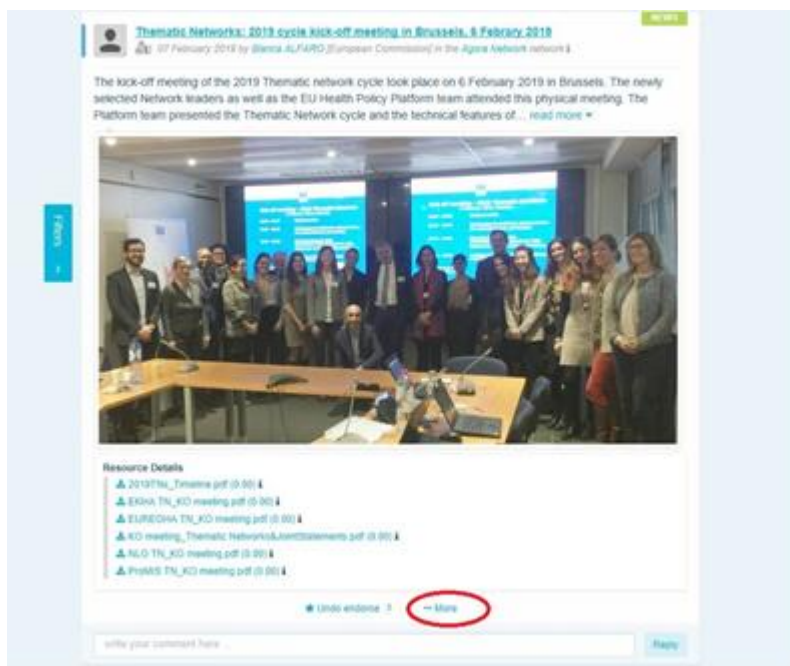 NEWS
Thematic Networks: 2019 cycle kick-off meeting in Brussels, 6 Febrary 2019
07 February 2019 by Blanca ALFARO [European Commission] in the Agora Network network
The kick-off meeting of the 2019 Thematic network cycle took place on 6 February 2019 in Brussels. The newly
selected Network leaders as well as the EU Health Policy Platform team attended this physical meeting. The
Platform team presented the Thematic Network cycle and the technical features of ... read more
Filters
Resource Details
2019TNs_Timeline.pdf (0.00)
EKHA TN_KO meeting.pdf (0.00)
EUREGHA TN_KO meeting.pdf (0.00)
KO meeting_Thematic Networks&JointStatements.pdf (0.00)
NLO TN_KO meeting.pdf (0.00)
ProMIS TN_KO meeting.pdf (0.00)
Undo endorse
More
write your comment here ...
Reply